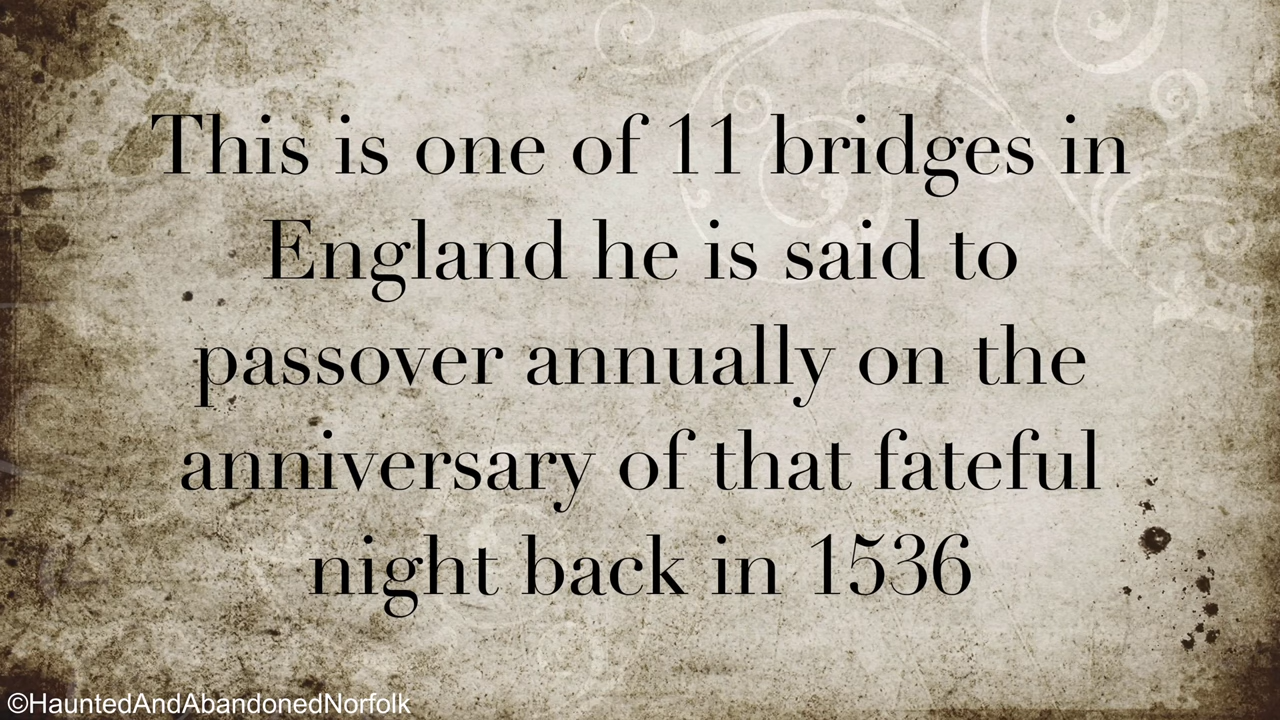 This is one of 11 bridges in
England he is said to
passover annually on the
anniversary of that fateful
night back in 1536
©HauntedAndAbandonedNorfolk